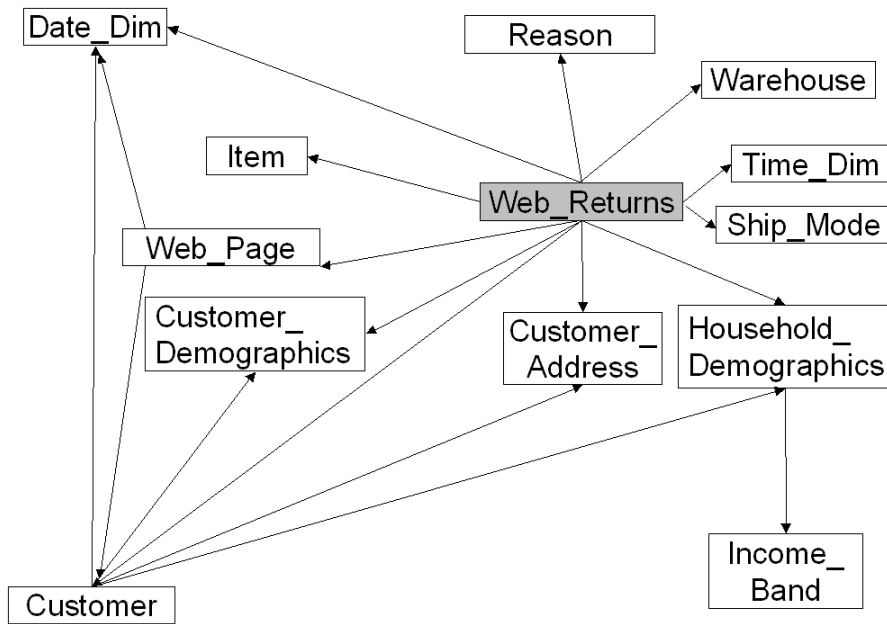 Date_Dim
Reason
Warehouse
Item
Time_Dim
Web_Returns
Ship_Mode
Web_Page
Customer_
Demographics
Customer_
Address
Household_
Demographics
Income_
Band
Customer